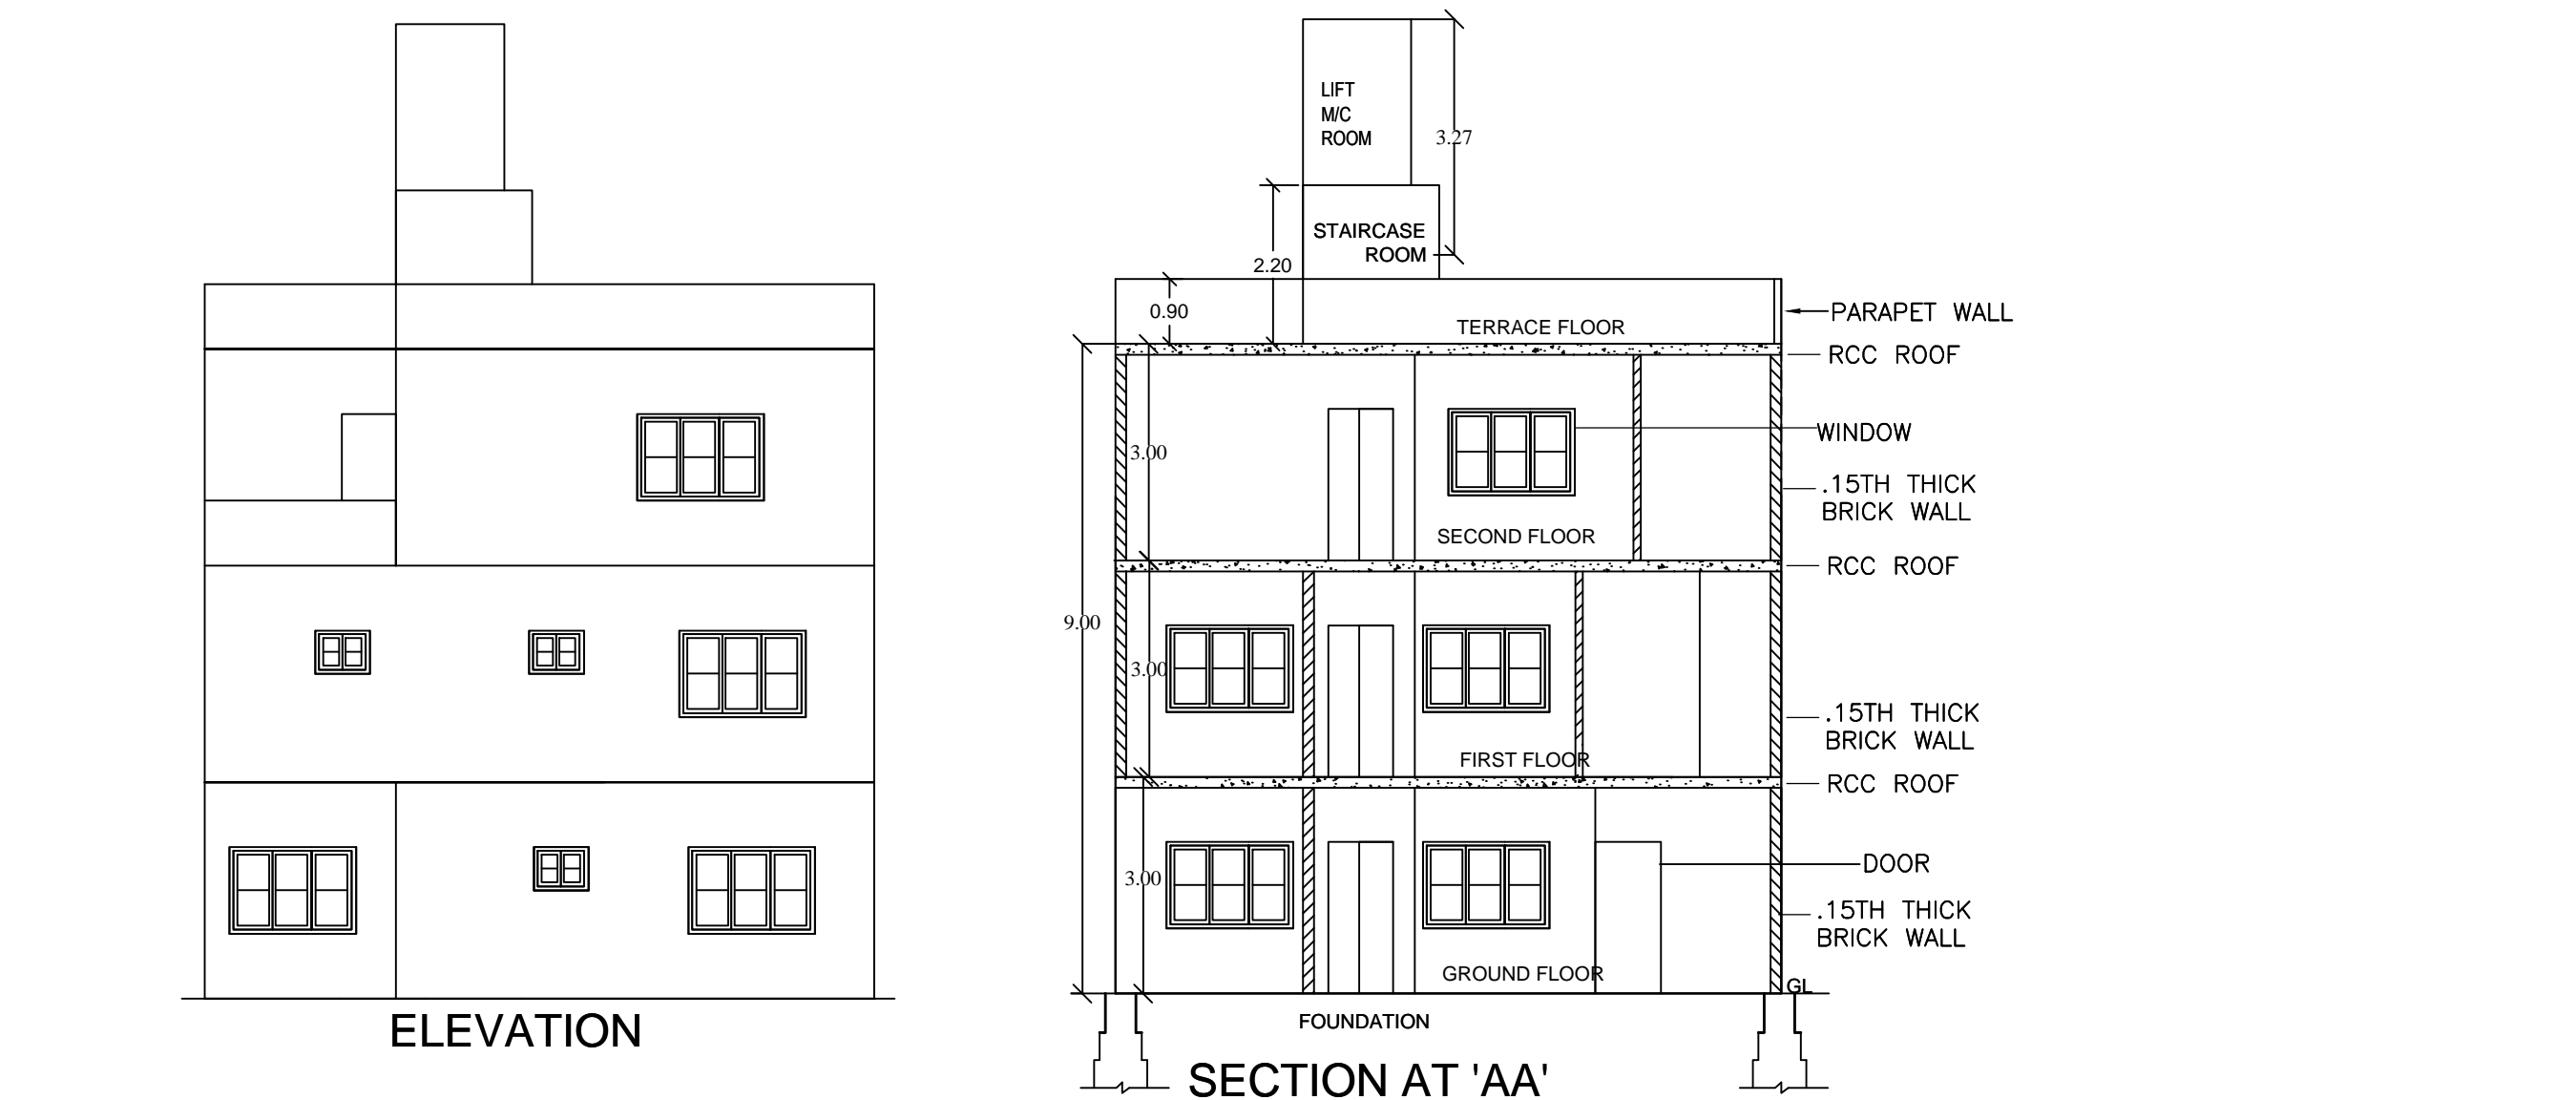 LIFT
M/C
ROOM
3.27
STAIRCASE
ROOM
2.20
0.90
PARAPET WALL
TERRACE FLOOR
RCC ROOF
WINDOW
3.00
.15TH THICK
BRICK WALL
SECOND FLOOR
RCC ROOF
9.00
3.00
.15TH THICK
BRICK WALL
FIRST FLOOR
RCC ROOF
DOOR
3.00
.15TH THICK
BRICK WALL
GROUND FLOOR
GL
FOUNDATION
ELEVATION
SECTION AT 'AA'